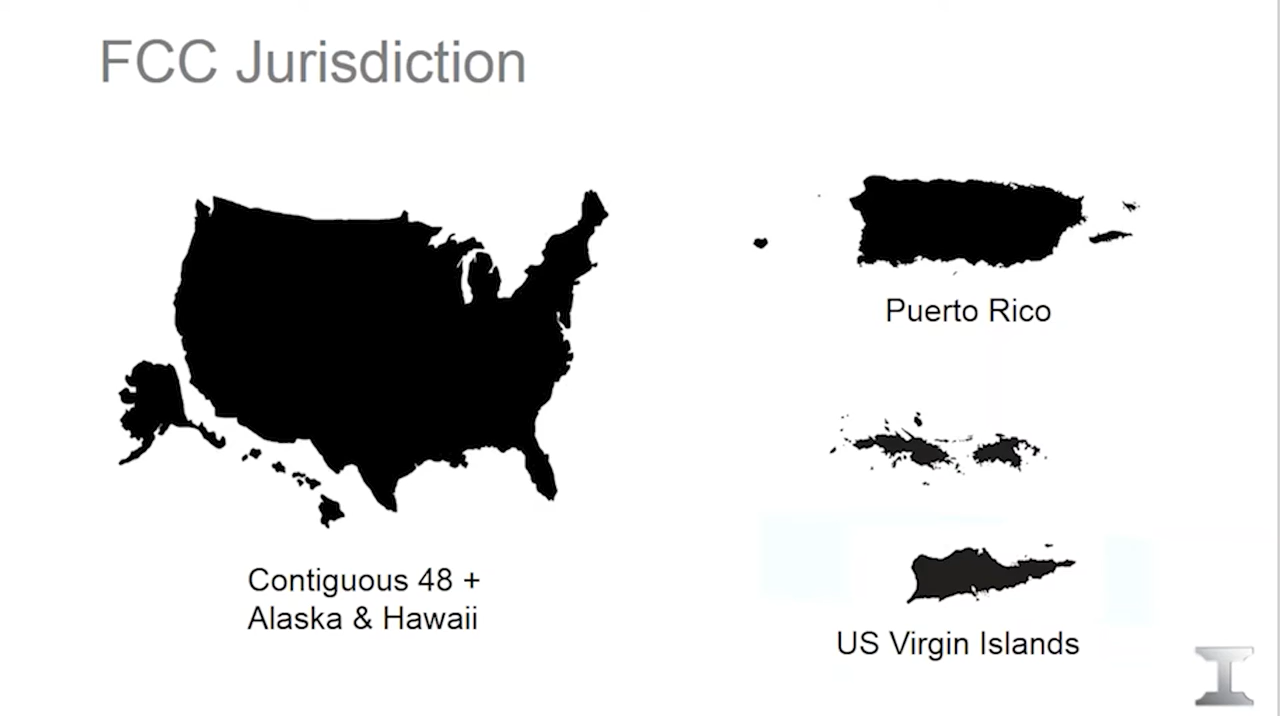 FCC Jurisdiction
Puerto Rico
Contiguous 48 +
Alaska & Hawaii
US Virgin Islands